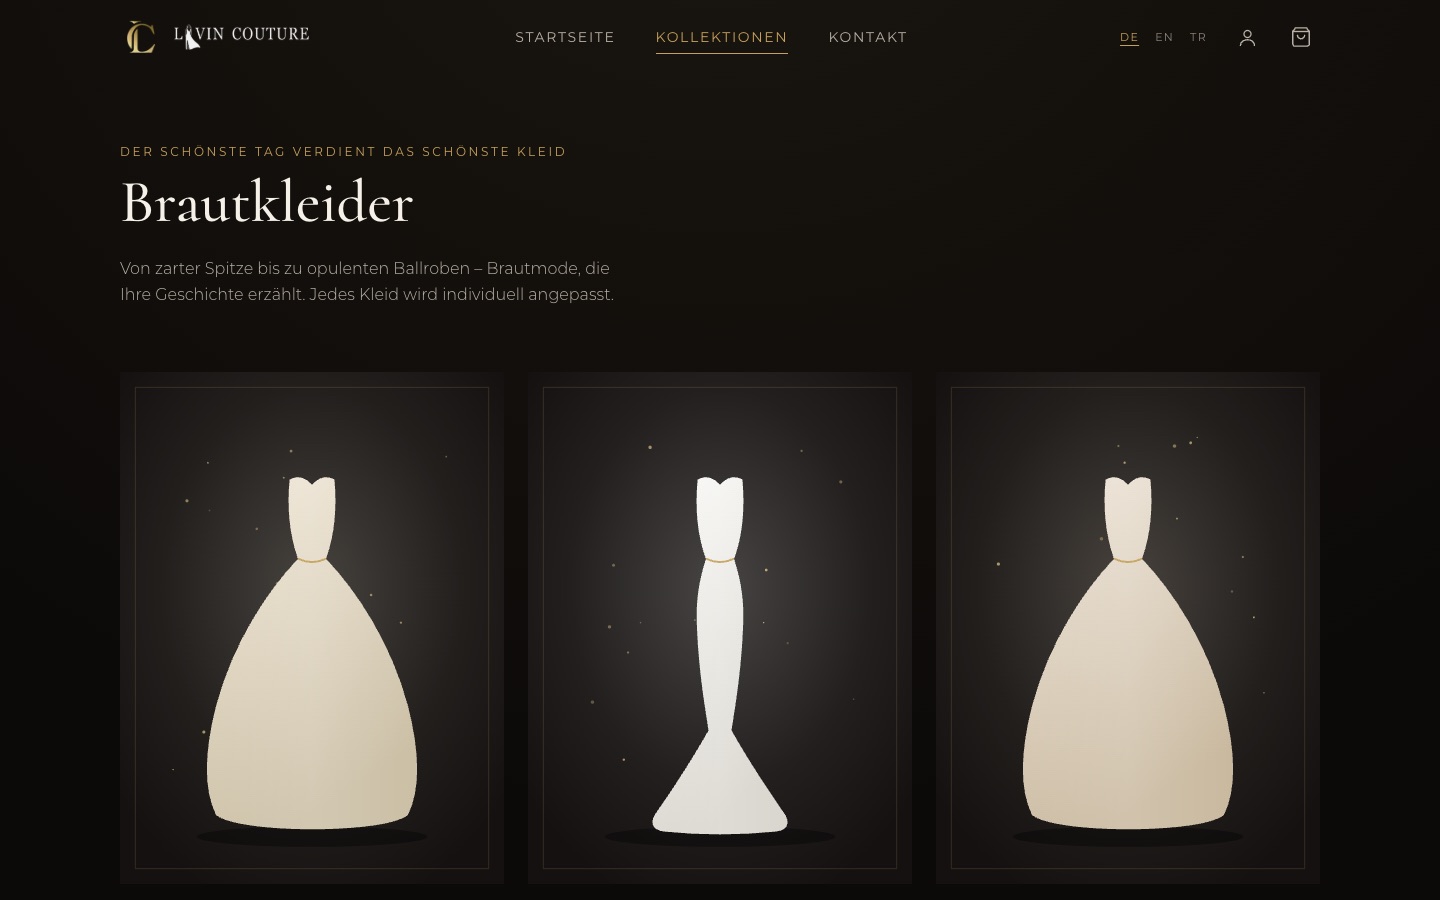 LAVIN COUTURE
STARTSEITE
KOLLEKTIONEN
KONTAKT
DE
EN
TR
DER SCHÖNSTE TAG VERDIENT DAS SCHÖNSTE KLEID
Brautkleider
Von zarter Spitze bis zu opulenten Ballroben – Brautmode, die
Ihre Geschichte erzählt. Jedes Kleid wird individuell angepasst.